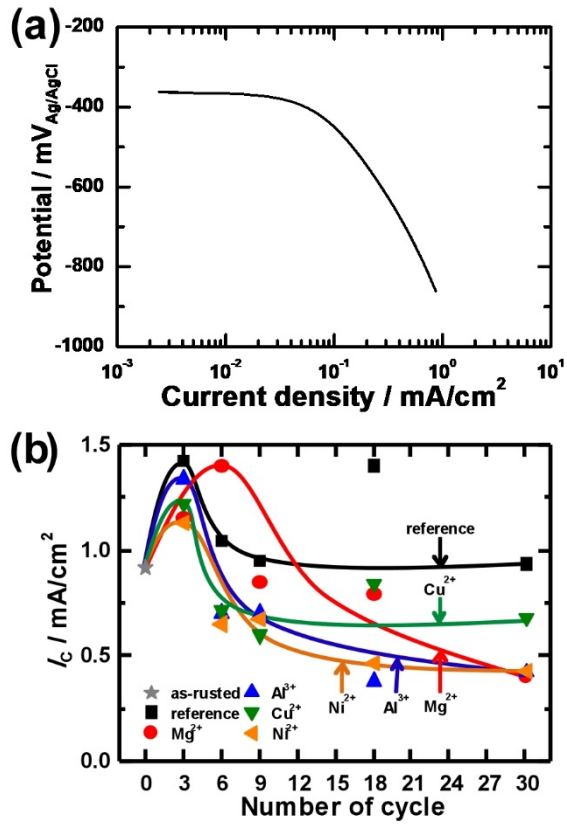 (a)
-200
-400
-600
-800
-1000
Potential / mV Ag/AgCl
10⁻³ 10⁻² 10⁻¹ 10⁰ 10¹
Current density / mA/cm²
(b)
1.5
1.0
0.5
0.0
I_C / mA/cm²
reference
Cu²⁺
Ni²⁺ Al³⁺ Mg²⁺
as-rusted Al³⁺
reference Cu²⁺
Mg²⁺ Ni²⁺
0 3 6 9 12 15 18 21 24 27 30
Number of cycle